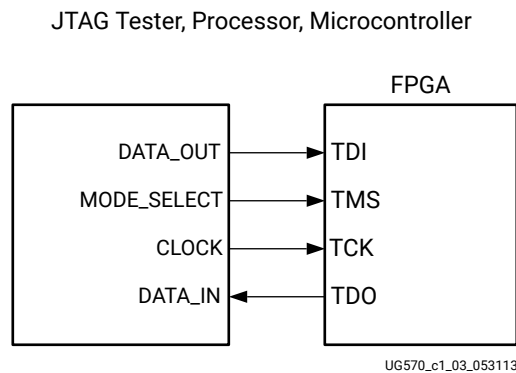 JTAG Tester, Processor, Microcontroller
FPGA
DATA_OUT TDI
MODE_SELECT TMS
CLOCK TCK
DATA_IN TDO
UG570_c1_03_053113